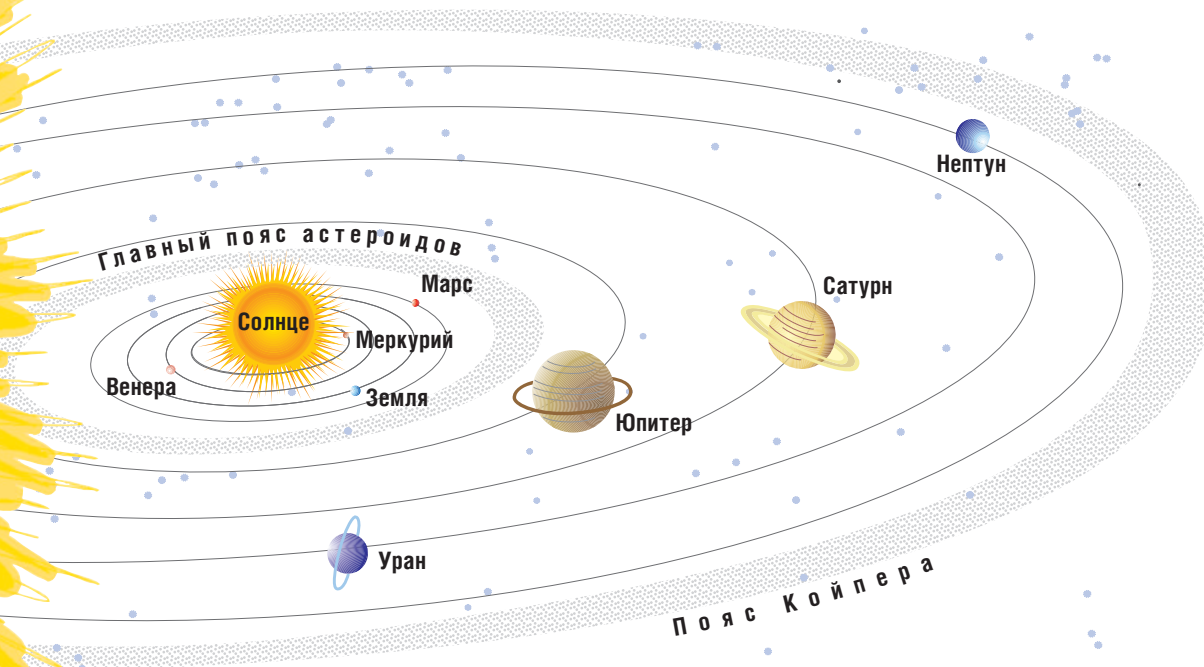 Нептун
Главный пояс астероидов
Марс
Сатурн
Солнце
Меркурий
Венера
Земля
Юпитер
Уран
Пояс Койпера